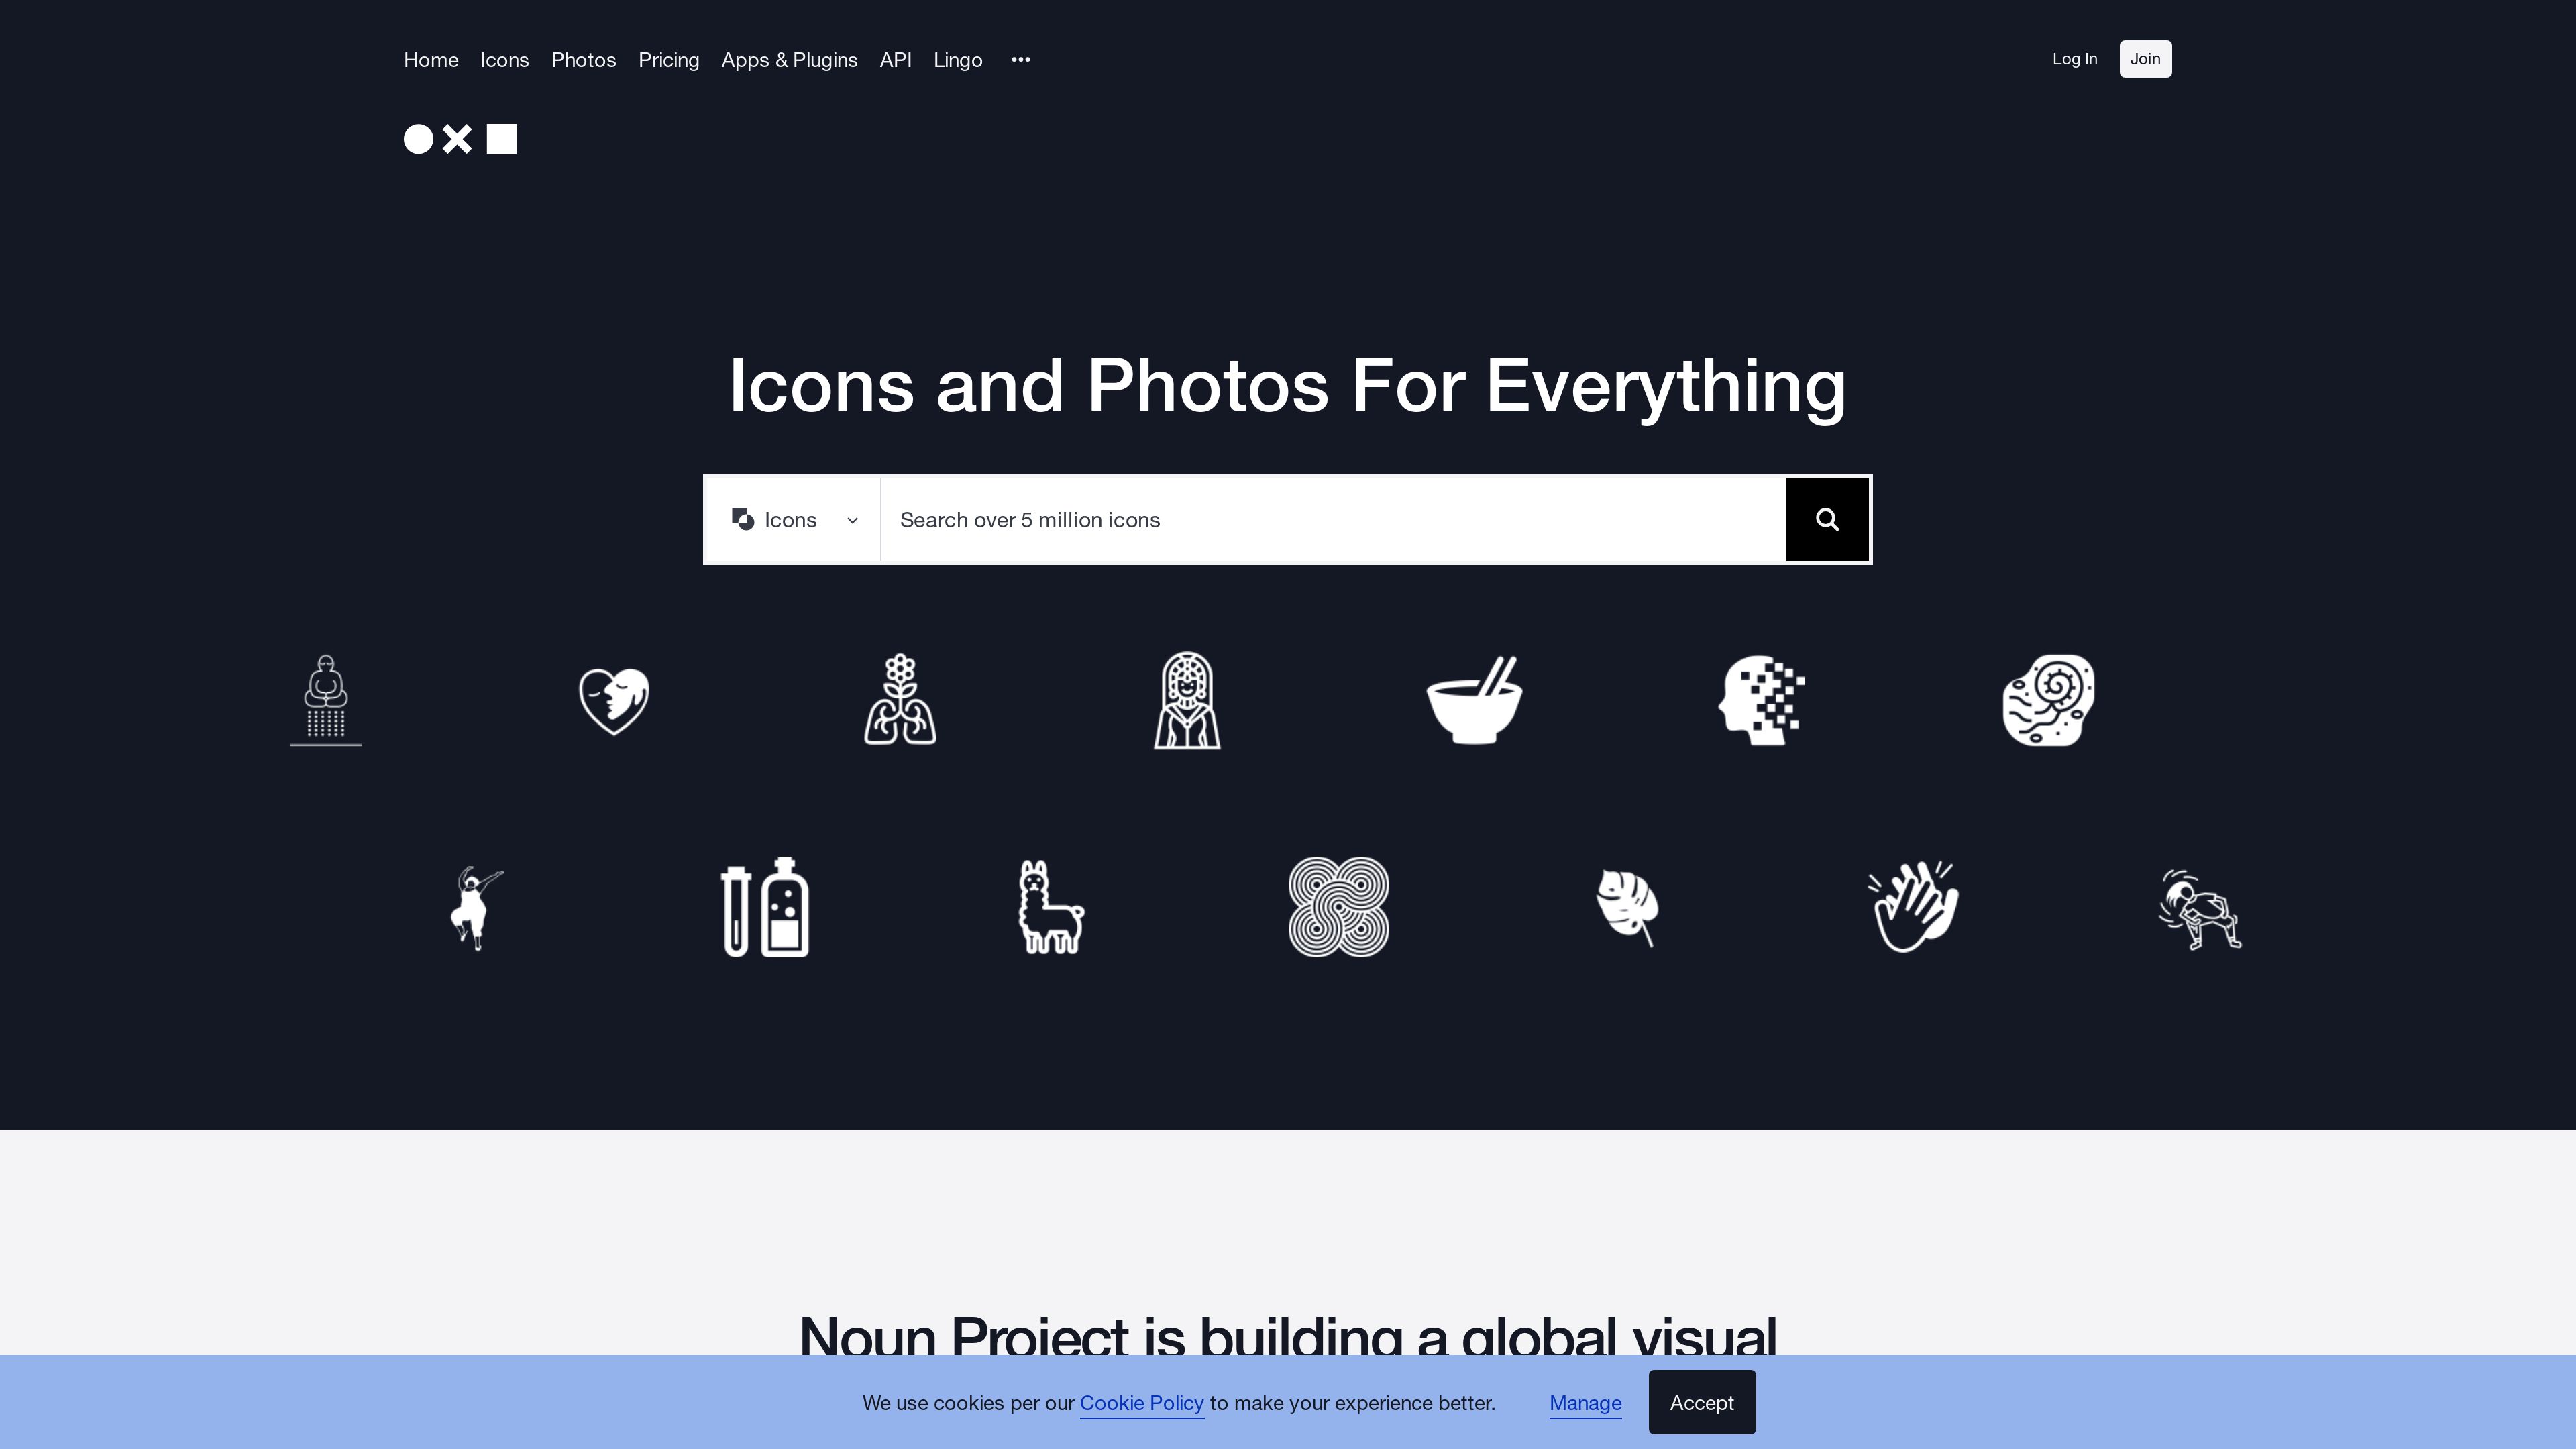 Home Icons Photos Pricing Apps & Plugins API Lingo ••• Log In Join
Icons and Photos For Everything
Icons Search over 5 million icons
Noun Project is building a global visual
We use cookies per our Cookie Policy to make your experience better. Manage Accept